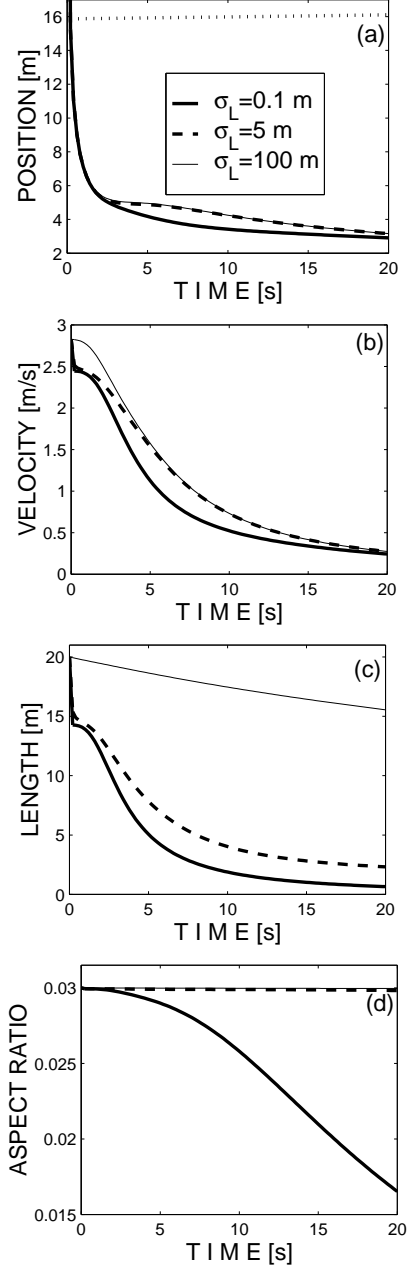 16
14
12
10
8
6
4
2
POSITION [m]
(a)
σ_L=0.1 m
σ_L=5 m
σ_L=100 m
0
5
10
15
20
T I M E [s]
3
2.5
2
1.5
1
0.5
0
VELOCITY [m/s]
(b)
0
5
10
15
20
T I M E [s]
20
15
10
5
0
LENGTH [m]
(c)
0
5
10
15
20
T I M E [s]
0.03
0.025
0.02
0.015
ASPECT RATIO
(d)
0
5
10
15
20
T I M E [s]